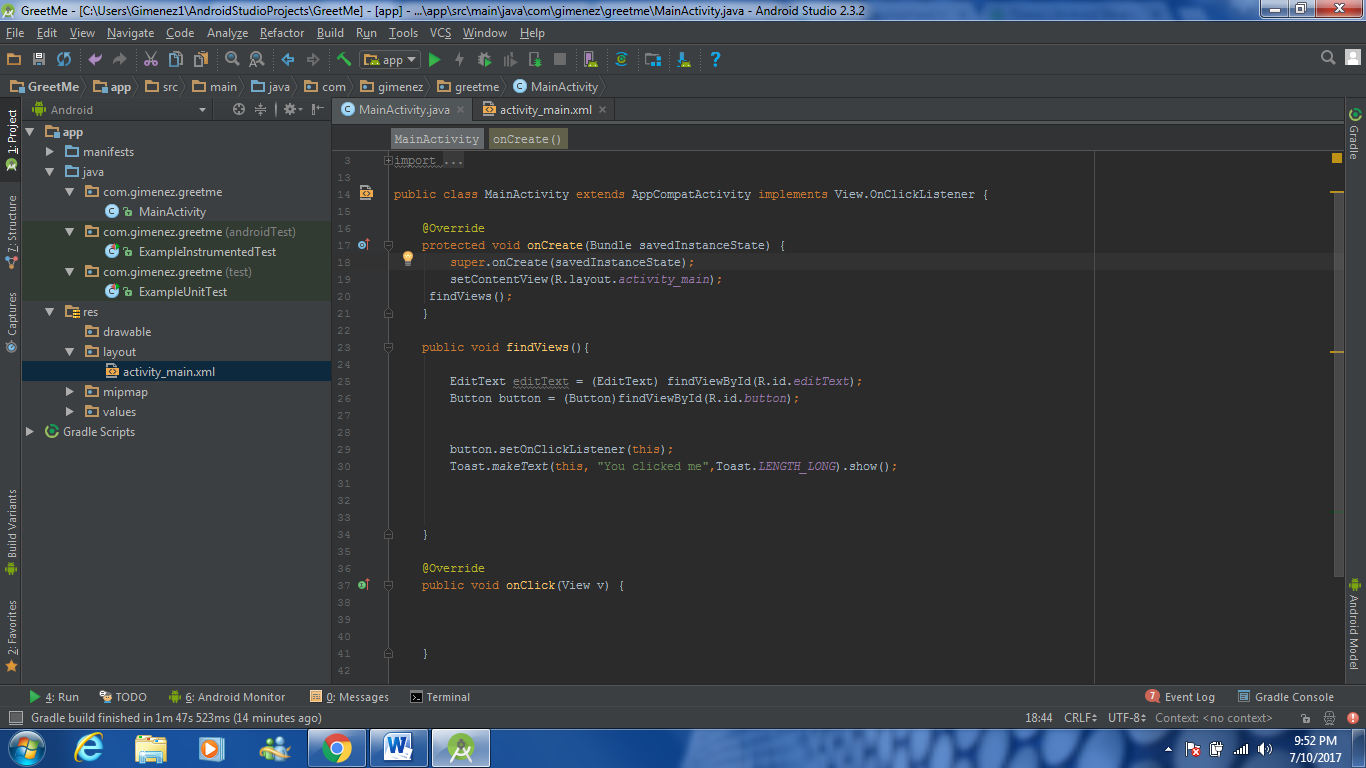 GreetMe - [C:\Users\Gimenez1\AndroidStudioProjects\GreetMe] - [app] - ...\app\src\main\java\com\gimenez\greetme\MainActivity.java - Android Studio 2.3.2
File Edit View Navigate Code Analyze Refactor Build Run Tools VCS Window Help
app
GreetMe app src main java com gimenez greetme MainActivity
Android
MainActivity.java activity_main.xml
MainActivity onCreate()
1: Project
7: Structure
Captures
Build Variants
2: Favorites
app
manifests
java
com.gimenez.greetme
MainActivity
com.gimenez.greetme (androidTest)
ExampleInstrumentedTest
com.gimenez.greetme (test)
ExampleUnitTest
res
drawable
layout
activity_main.xml
mipmap
values
Gradle Scripts
3 import ...
13
14 public class MainActivity extends AppCompatActivity implements View.OnClickListener {
15
16 @Override
17 protected void onCreate(Bundle savedInstanceState) {
18 super.onCreate(savedInstanceState);
19 setContentView(R.layout.activity_main);
20 findViews();
21 }
22
23 public void findViews(){
24
25 EditText editText = (EditText) findViewById(R.id.editText);
26 Button button = (Button)findViewById(R.id.button);
27
28
29 button.setOnClickListener(this);
30 Toast.makeText(this, "You clicked me",Toast.LENGTH_LONG).show();
31
32
33
34 }
35
36 @Override
37 public void onClick(View v) {
38
39
40
41 }
42
Gradle
Android Model
4: Run TODO 6: Android Monitor 0: Messages Terminal 7 Event Log Gradle Console
Gradle build finished in 1m 47s 523ms (14 minutes ago) 18:44 CRLF UTF-8 Context: <no context>
9:52 PM
7/10/2017